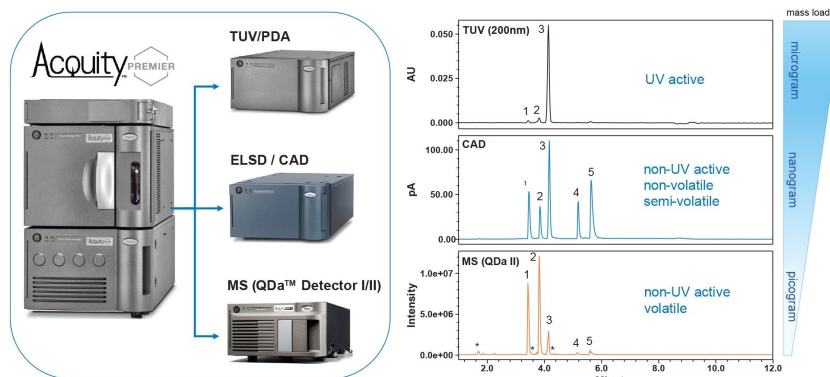 Acquity™ PREMIER
TUV/PDA
ELSD / CAD
MS (QDa™ Detector I/II)
mass load
microgram
nanogram
picogram
TUV (200nm)
UV active
AU
0.050
0.025
0.000
1
2
3
CAD
non-UV active
non-volatile
semi-volatile
pA
100.00
50.00
0.00
1
2
3
4
5
MS (QDa II)
non-UV active
volatile
Intensity
1.0e+07
5.0e+06
0.0e+00
*
1
*
2
3
*
4
5
2.0
4.0
6.0
8.0
10.0
12.0